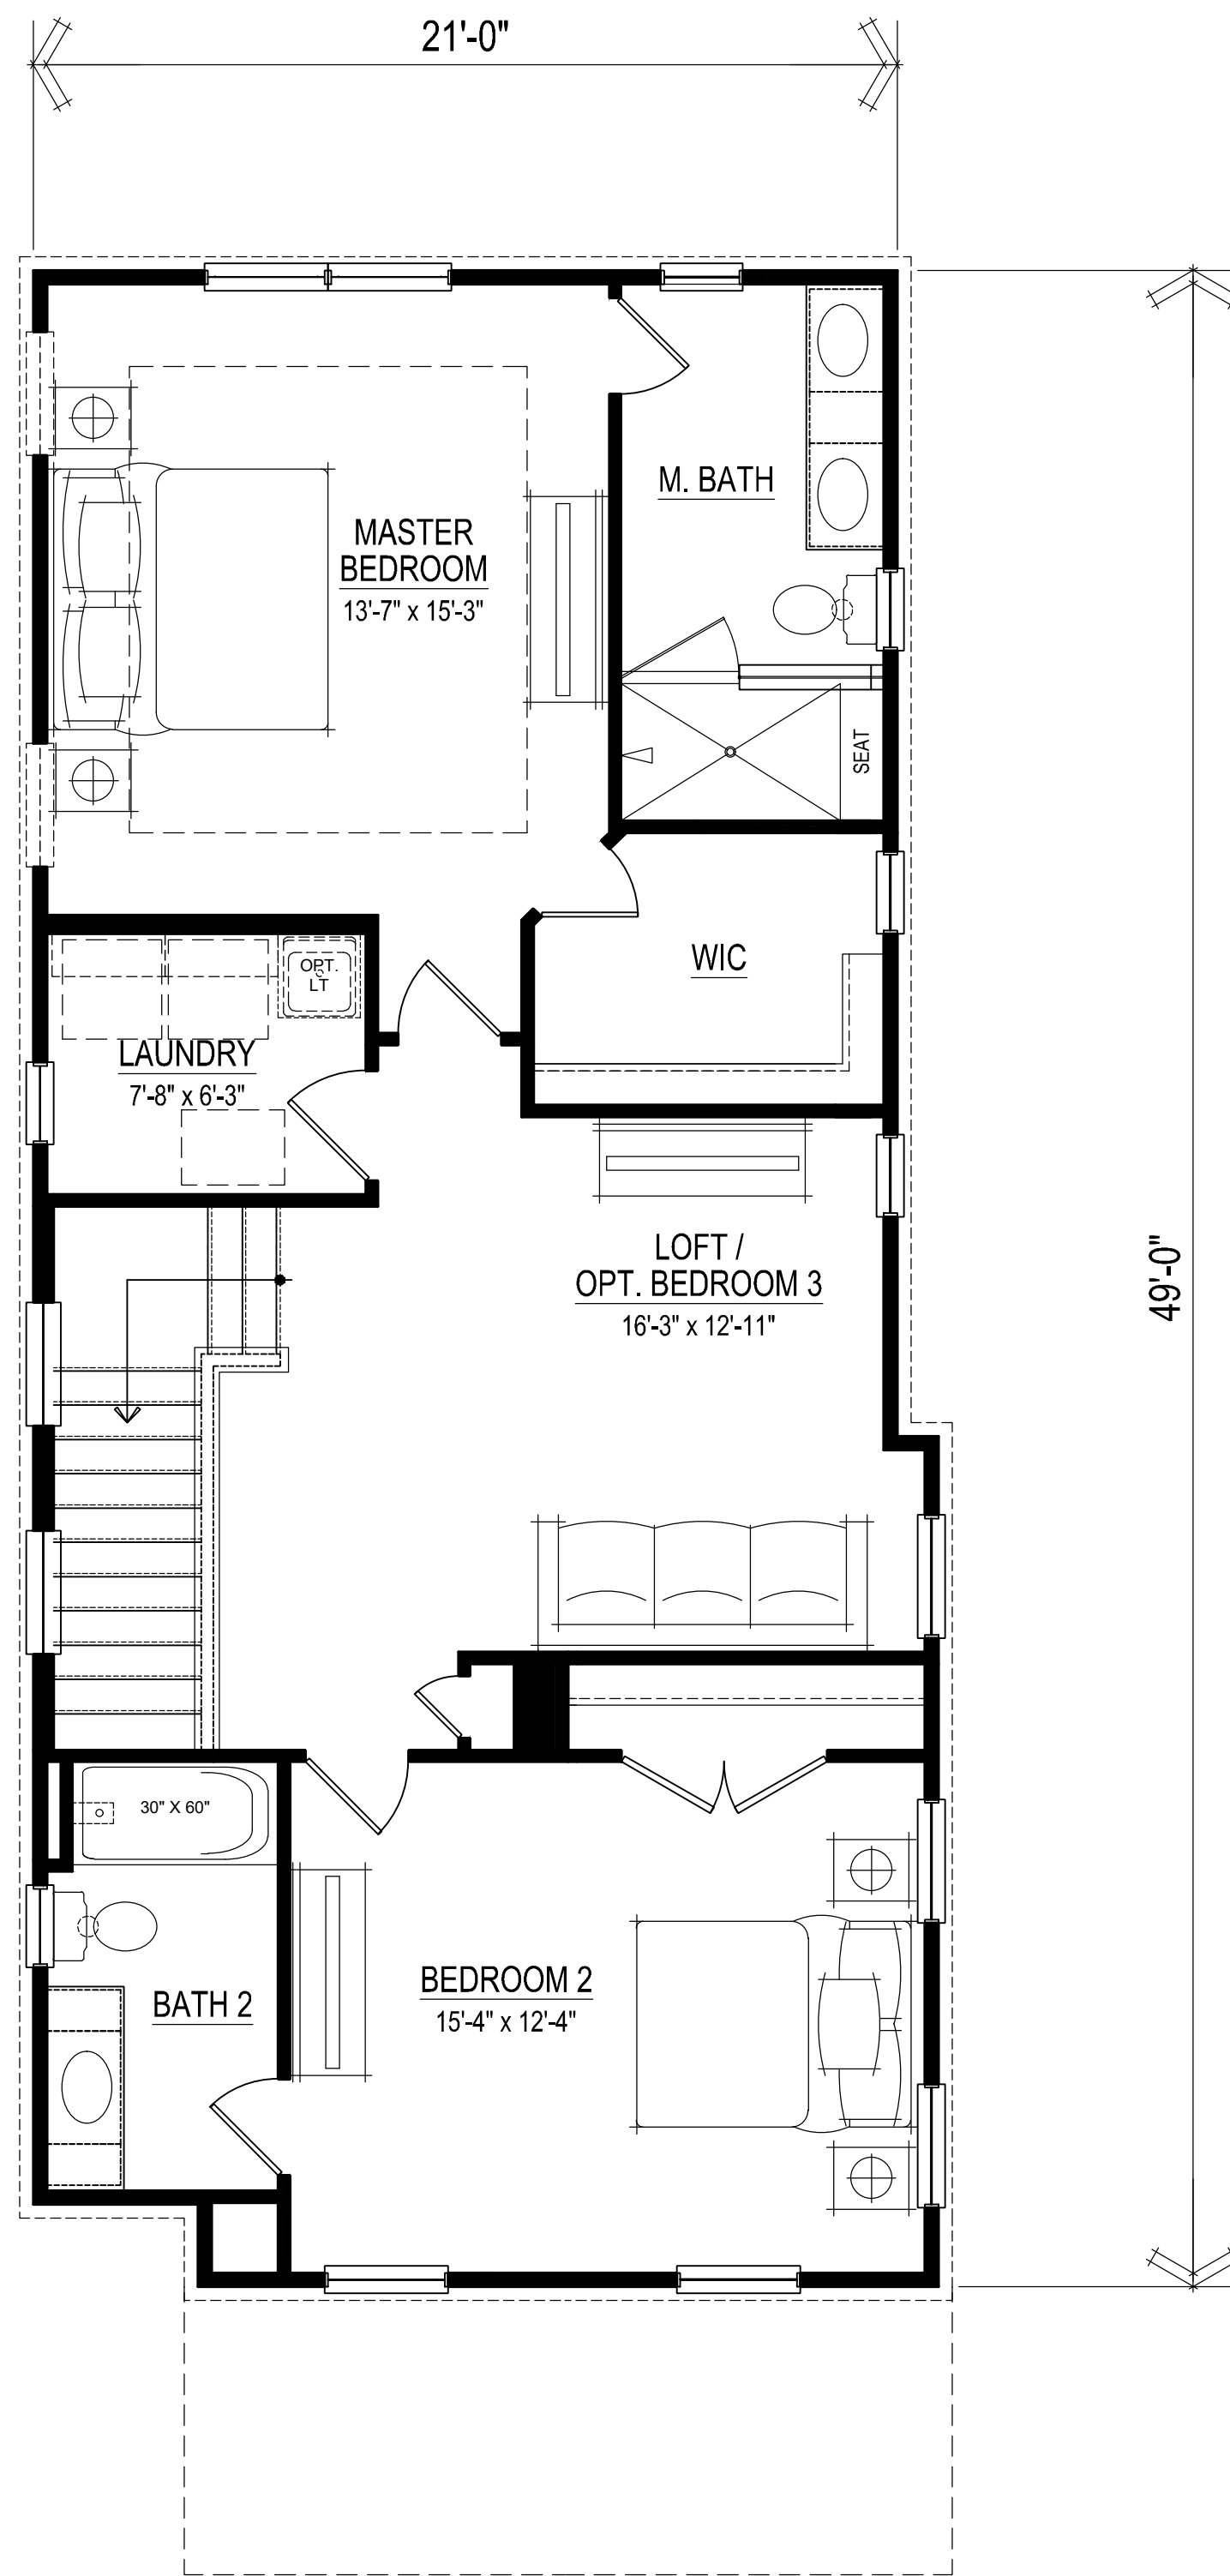 21'-0"
M. BATH
MASTER
BEDROOM
13'-7" x 15'-3"
SEAT
WIC
OPT.
LT
LAUNDRY
7'-8" x 6'-3"
LOFT /
OPT. BEDROOM 3
16'-3" x 12'-11"
49'-0"
30" X 60"
BEDROOM 2
15'-4" x 12'-4"
BATH 2